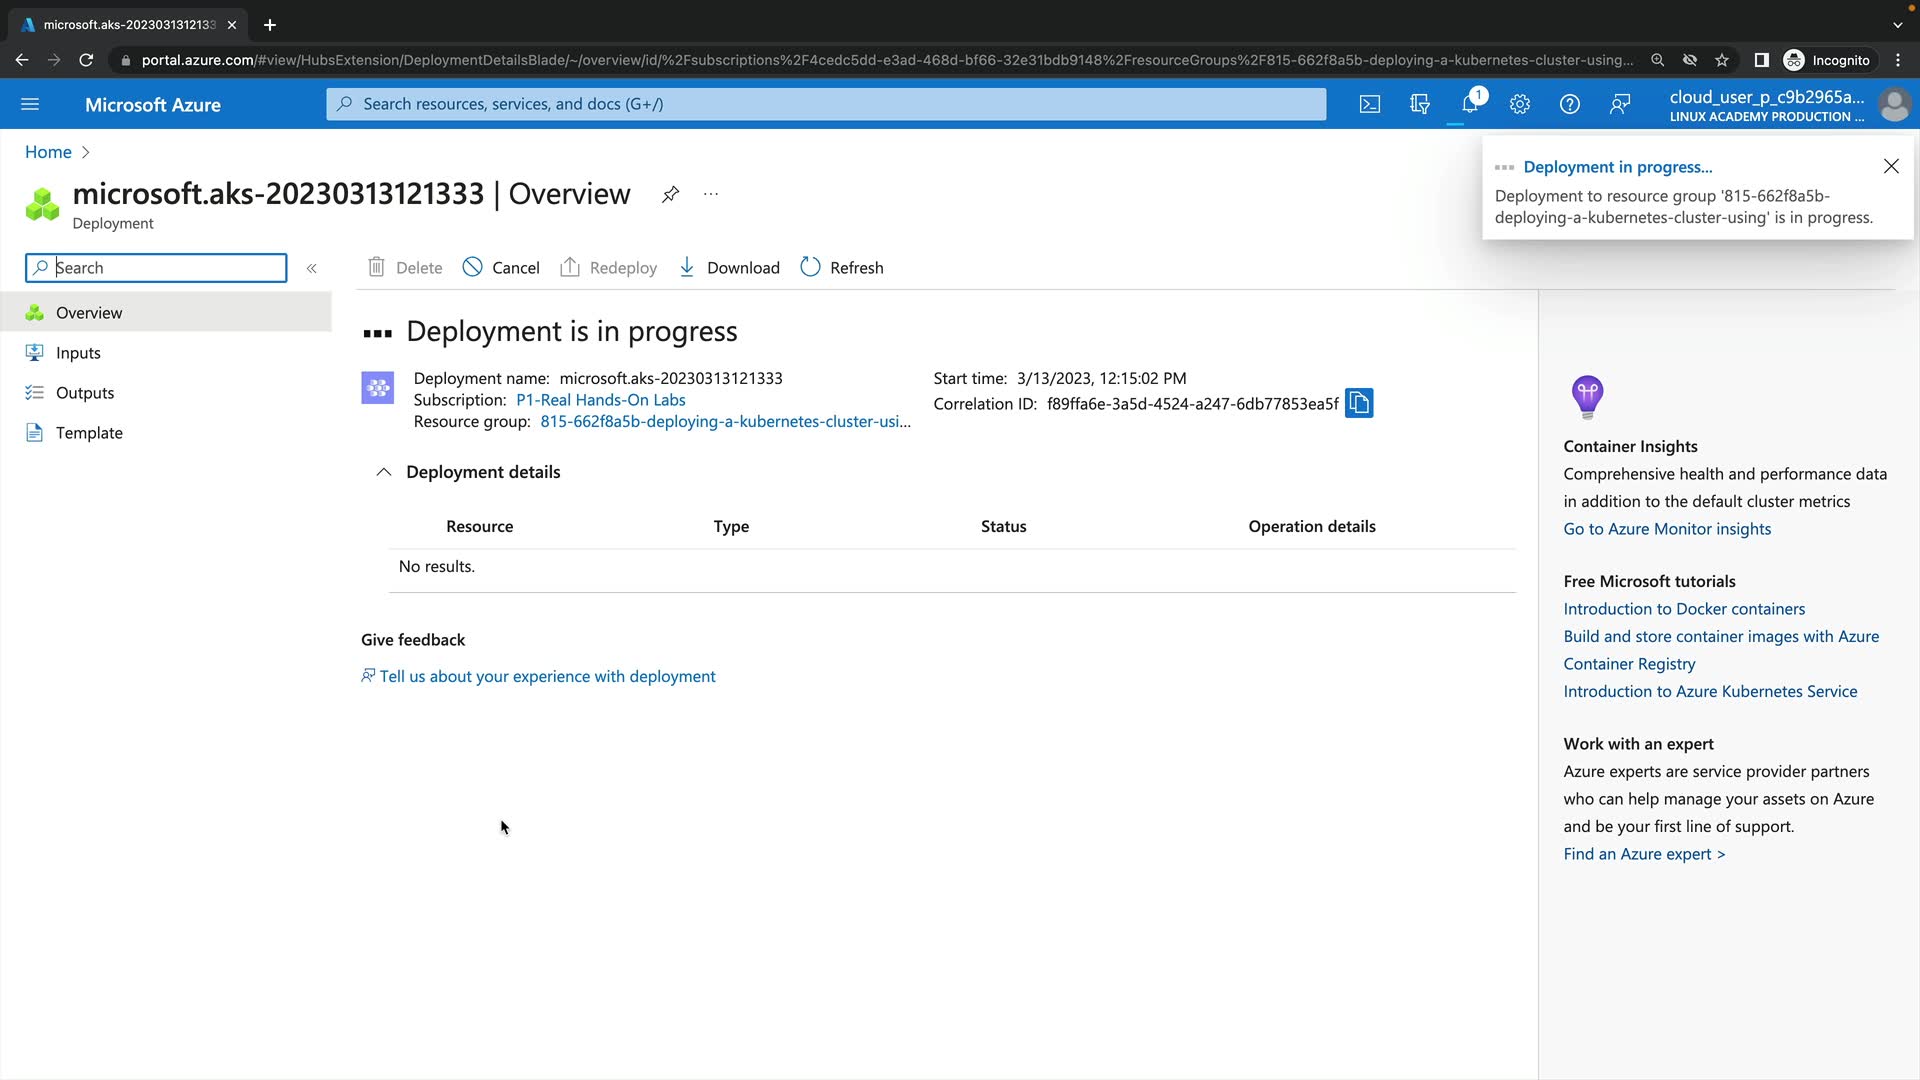 microsoft.aks-20230313121333
portal.azure.com/#view/HubsExtension/DeploymentDetailsBlade/~/overview/id/%2Fsubscriptions%2F4cedc5dd-e3ad-468d-bf66-32e31bdb9148%2FresourceGroups%2F815-662f8a5b-deploying-a-kubernetes-cluster-using...
Incognito
Microsoft Azure
Search resources, services, and docs (G+/)
1
cloud_user_p_c9b2965a...
LINUX ACADEMY PRODUCTION ...
Home
Deployment in progress...
Deployment to resource group '815-662f8a5b-
deploying-a-kubernetes-cluster-using' is in progress.
microsoft.aks-20230313121333 | Overview
Deployment
Search
Delete
Cancel
Redeploy
Download
Refresh
Overview
Inputs
Outputs
Template
Deployment is in progress
Deployment name: microsoft.aks-20230313121333
Subscription: P1-Real Hands-On Labs
Resource group: 815-662f8a5b-deploying-a-kubernetes-cluster-usi...
Start time: 3/13/2023, 12:15:02 PM
Correlation ID: f89ffa6e-3a5d-4524-a247-6db77853ea5f
Deployment details
Resource Type Status Operation details
No results.
Give feedback
Tell us about your experience with deployment
Container Insights
Comprehensive health and performance data
in addition to the default cluster metrics
Go to Azure Monitor insights
Free Microsoft tutorials
Introduction to Docker containers
Build and store container images with Azure
Container Registry
Introduction to Azure Kubernetes Service
Work with an expert
Azure experts are service provider partners
who can help manage your assets on Azure
and be your first line of support.
Find an Azure expert >